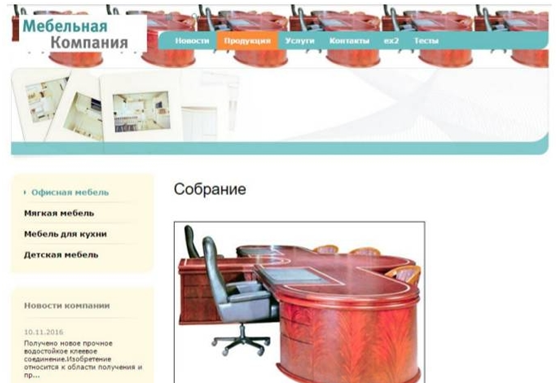 Мебельная
Компания
Новости Продукция Услуги Контакты ex2 Тесты
Офисная мебель
Мягкая мебель
Мебель для кухни
Детская мебель
Собрание
Новости компании
10.11.2016
Получено новое прочное
водостойкое клеевое
соединение.Изобретение
относится к области получения и
пр...